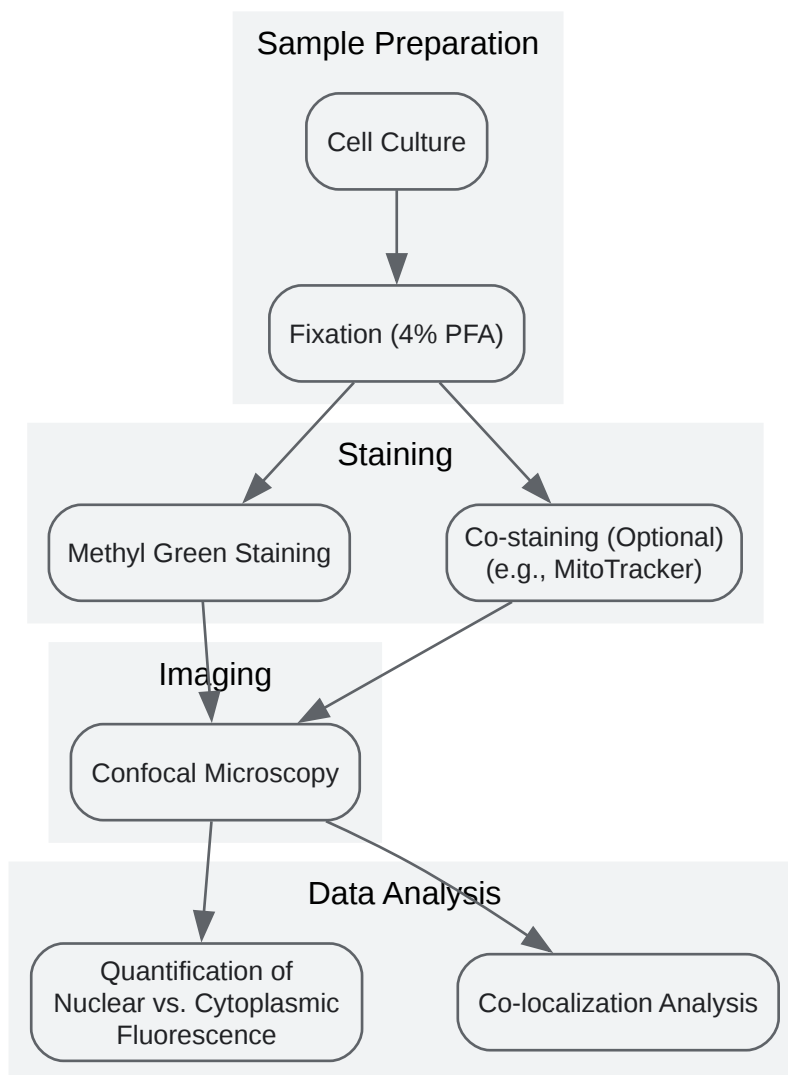 Sample Preparation
Cell Culture
Fixation (4% PFA)
Staining
Methyl Green Staining
Co-staining (Optional)
(e.g., MitoTracker)
Imaging
Confocal Microscopy
Data Analysis
Quantification of
Nuclear vs. Cytoplasmic
Fluorescence
Co-localization Analysis